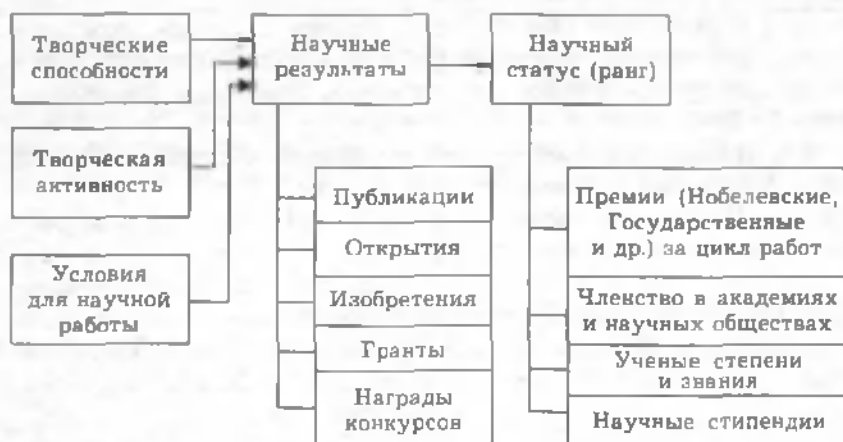 Творческие
способности
Научные
результаты
Научный
статус (ранг)
Творческая
активность
Условия
для научной
работы
Публикации
Открытия
Изобретения
Гранты
Награды
конкурсов
Премии (Нобелевские,
Государственные
и др.) за цикл работ
Членство в академиях
и научных обществах
Ученые степени
и звания
Научные стипендии